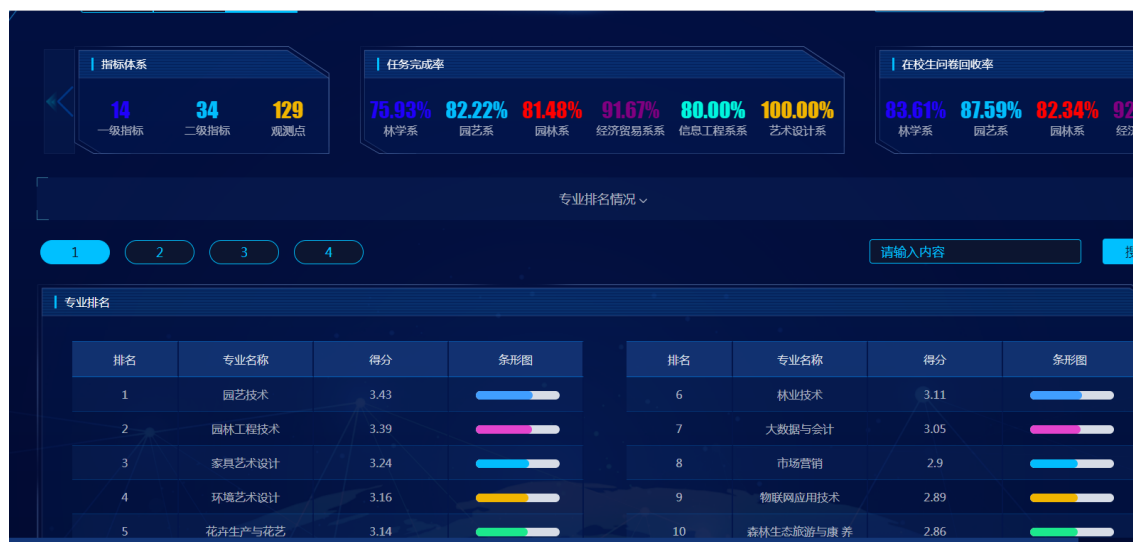 指标体系
14 34 129
一级指标 二级指标 观测点
任务完成率
75.93% 82.22% 81.48% 91.67% 80.00% 100.00%
林学系 园艺系 园林系 经济贸易系系 信息工程系系 艺术设计系
在校生问卷回收率
83.61% 87.59% 82.34% 92
林学系 园艺系 园林系 经
专业排名情况
1 2 3 4
请输入内容
专业排名
排名 专业名称 得分 条形图 排名 专业名称 得分 条形图
1 园艺技术 3.43 6 林业技术 3.11
2 园林工程技术 3.39 7 大数据与会计 3.05
3 家具艺术设计 3.24 8 市场营销 2.9
4 环境艺术设计 3.16 9 物联网应用技术 2.89
5 花卉生产与花艺 3.14 10 森林生态旅游与康 养 2.86